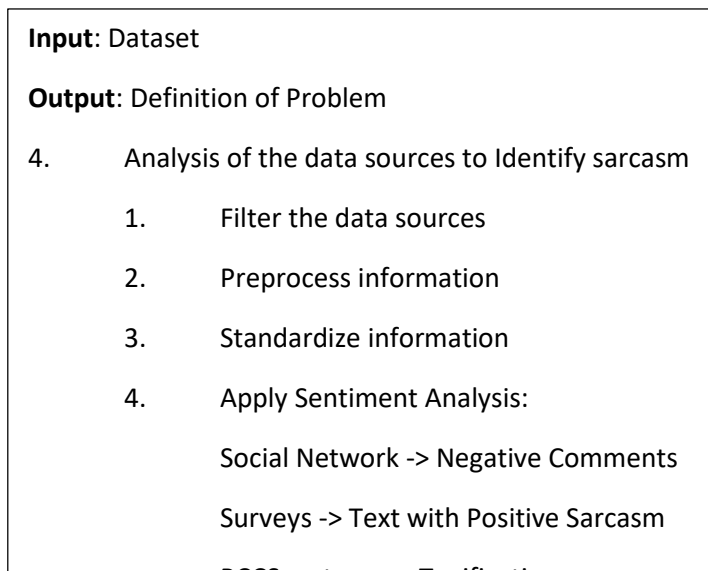 Input: Dataset
Output: Definition of Problem
4. Analysis of the data sources to Identify sarcasm
1. Filter the data sources
2. Preprocess information
3. Standardize information
4. Apply Sentiment Analysis:
Social Network -> Negative Comments
Surveys -> Text with Positive Sarcasm